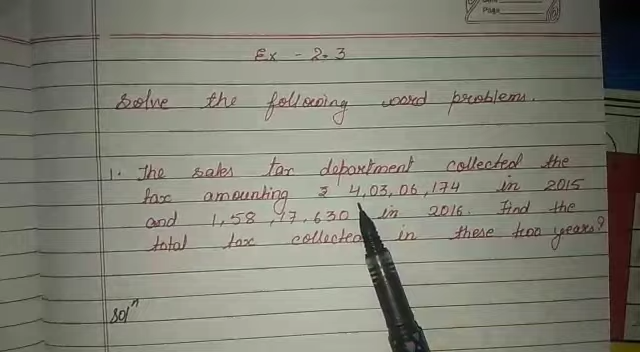 Page
Ex - 2.3
Solve the following word problems.
1. The sales tax department collected the
tax amounting ₹ 4,03,06,174 in 2015
and 1,58,17,630 in 2016. Find the
total tax collected in these two years?
Solⁿ